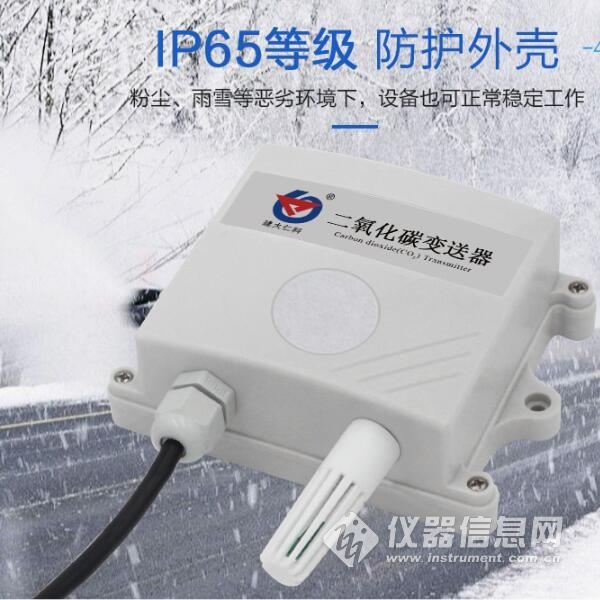 IP65等级 防护外壳
粉尘、雨雪等恶劣环境下，设备也可正常稳定工作
®
建大仁科
二氧化碳变送器
Carbon dioxide(CO₂) Transmitter
仪器信息网
www.instrument.com.cn